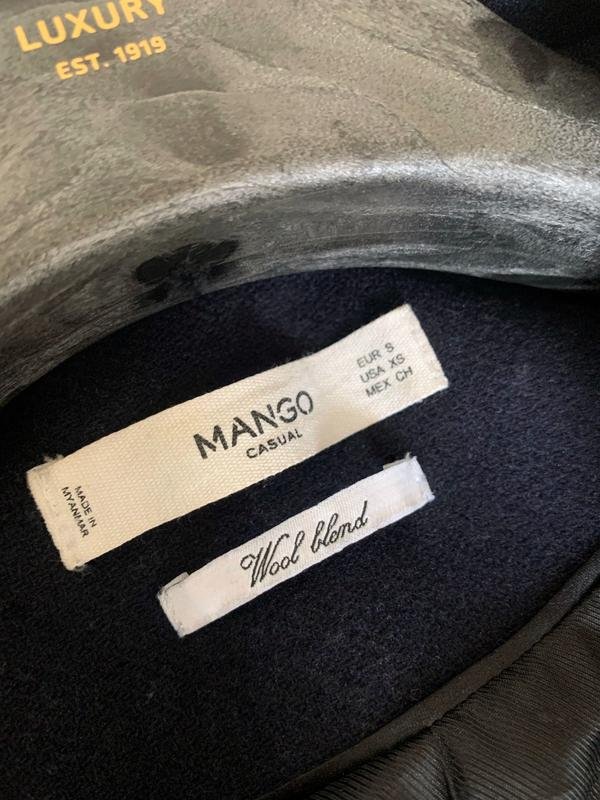 LUXURY
EST. 1919
EUR S
USA XS
MEX CH
MANGO
CASUAL
MADE IN
MYANMAR
Wool blend